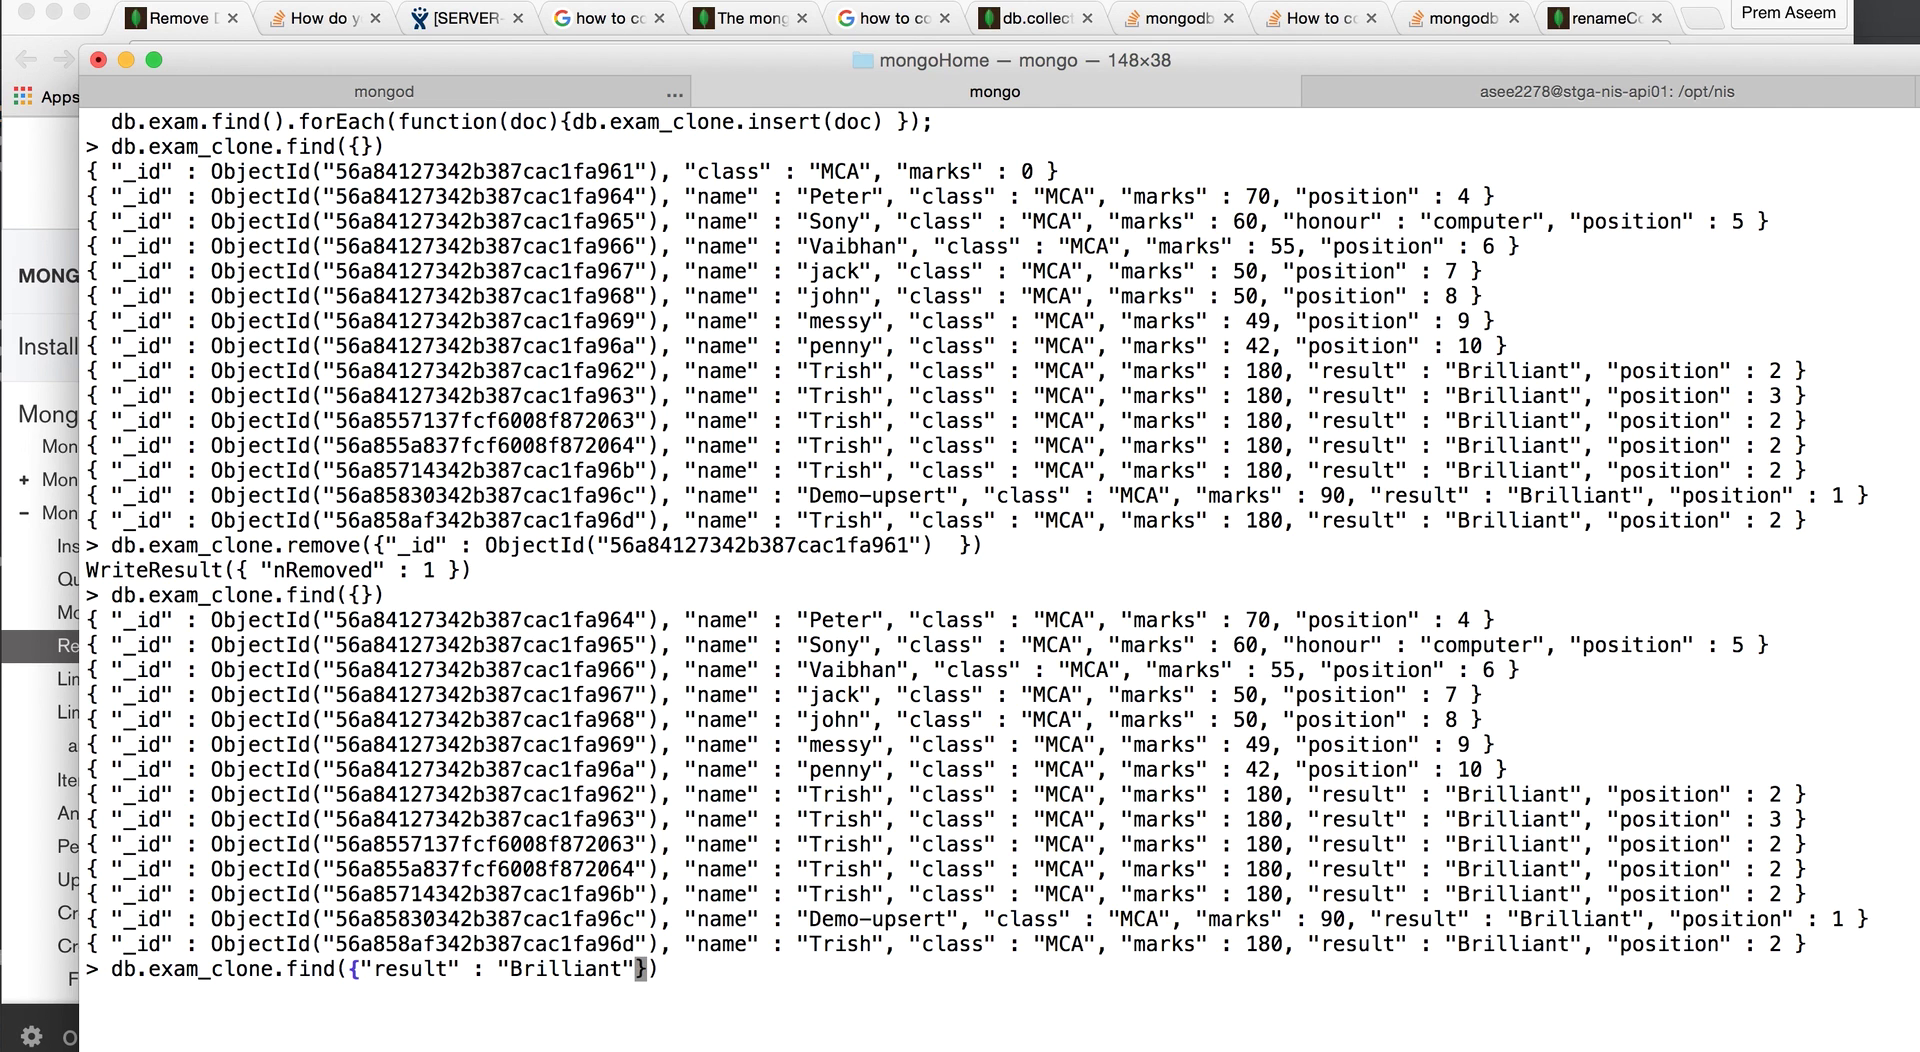 Remove D
How do y
[SERVER-
how to co
The mong
how to co
db.collec
mongodb
How to co
mongodb
renameCo
Prem Aseem
mongoHome — mongo — 148×38
Apps
mongod ...
mongo
asee2278@stga-nis-api01: /opt/nis
db.exam.find().forEach(function(doc){db.exam_clone.insert(doc) });
> db.exam_clone.find({})
{ "_id" : ObjectId("56a84127342b387cac1fa961"), "class" : "MCA", "marks" : 0 }
{ "_id" : ObjectId("56a84127342b387cac1fa964"), "name" : "Peter", "class" : "MCA", "marks" : 70, "position" : 4 }
{ "_id" : ObjectId("56a84127342b387cac1fa965"), "name" : "Sony", "class" : "MCA", "marks" : 60, "honour" : "computer", "position" : 5 }
{ "_id" : ObjectId("56a84127342b387cac1fa966"), "name" : "Vaibhan", "class" : "MCA", "marks" : 55, "position" : 6 }
{ "_id" : ObjectId("56a84127342b387cac1fa967"), "name" : "jack", "class" : "MCA", "marks" : 50, "position" : 7 }
{ "_id" : ObjectId("56a84127342b387cac1fa968"), "name" : "john", "class" : "MCA", "marks" : 50, "position" : 8 }
{ "_id" : ObjectId("56a84127342b387cac1fa969"), "name" : "messy", "class" : "MCA", "marks" : 49, "position" : 9 }
{ "_id" : ObjectId("56a84127342b387cac1fa96a"), "name" : "penny", "class" : "MCA", "marks" : 42, "position" : 10 }
{ "_id" : ObjectId("56a84127342b387cac1fa962"), "name" : "Trish", "class" : "MCA", "marks" : 180, "result" : "Brilliant", "position" : 2 }
{ "_id" : ObjectId("56a84127342b387cac1fa963"), "name" : "Trish", "class" : "MCA", "marks" : 180, "result" : "Brilliant", "position" : 3 }
{ "_id" : ObjectId("56a8557137fcf6008f872063"), "name" : "Trish", "class" : "MCA", "marks" : 180, "result" : "Brilliant", "position" : 2 }
{ "_id" : ObjectId("56a855a837fcf6008f872064"), "name" : "Trish", "class" : "MCA", "marks" : 180, "result" : "Brilliant", "position" : 2 }
{ "_id" : ObjectId("56a85714342b387cac1fa96b"), "name" : "Trish", "class" : "MCA", "marks" : 180, "result" : "Brilliant", "position" : 2 }
{ "_id" : ObjectId("56a85830342b387cac1fa96c"), "name" : "Demo-upsert", "class" : "MCA", "marks" : 90, "result" : "Brilliant", "position" : 1 }
{ "_id" : ObjectId("56a858af342b387cac1fa96d"), "name" : "Trish", "class" : "MCA", "marks" : 180, "result" : "Brilliant", "position" : 2 }
> db.exam_clone.remove({"_id" : ObjectId("56a84127342b387cac1fa961")  })
WriteResult({ "nRemoved" : 1 })
> db.exam_clone.find({})
{ "_id" : ObjectId("56a84127342b387cac1fa964"), "name" : "Peter", "class" : "MCA", "marks" : 70, "position" : 4 }
{ "_id" : ObjectId("56a84127342b387cac1fa965"), "name" : "Sony", "class" : "MCA", "marks" : 60, "honour" : "computer", "position" : 5 }
{ "_id" : ObjectId("56a84127342b387cac1fa966"), "name" : "Vaibhan", "class" : "MCA", "marks" : 55, "position" : 6 }
{ "_id" : ObjectId("56a84127342b387cac1fa967"), "name" : "jack", "class" : "MCA", "marks" : 50, "position" : 7 }
{ "_id" : ObjectId("56a84127342b387cac1fa968"), "name" : "john", "class" : "MCA", "marks" : 50, "position" : 8 }
{ "_id" : ObjectId("56a84127342b387cac1fa969"), "name" : "messy", "class" : "MCA", "marks" : 49, "position" : 9 }
{ "_id" : ObjectId("56a84127342b387cac1fa96a"), "name" : "penny", "class" : "MCA", "marks" : 42, "position" : 10 }
{ "_id" : ObjectId("56a84127342b387cac1fa962"), "name" : "Trish", "class" : "MCA", "marks" : 180, "result" : "Brilliant", "position" : 2 }
{ "_id" : ObjectId("56a84127342b387cac1fa963"), "name" : "Trish", "class" : "MCA", "marks" : 180, "result" : "Brilliant", "position" : 3 }
{ "_id" : ObjectId("56a8557137fcf6008f872063"), "name" : "Trish", "class" : "MCA", "marks" : 180, "result" : "Brilliant", "position" : 2 }
{ "_id" : ObjectId("56a855a837fcf6008f872064"), "name" : "Trish", "class" : "MCA", "marks" : 180, "result" : "Brilliant", "position" : 2 }
{ "_id" : ObjectId("56a85714342b387cac1fa96b"), "name" : "Trish", "class" : "MCA", "marks" : 180, "result" : "Brilliant", "position" : 2 }
{ "_id" : ObjectId("56a85830342b387cac1fa96c"), "name" : "Demo-upsert", "class" : "MCA", "marks" : 90, "result" : "Brilliant", "position" : 1 }
{ "_id" : ObjectId("56a858af342b387cac1fa96d"), "name" : "Trish", "class" : "MCA", "marks" : 180, "result" : "Brilliant", "position" : 2 }
> db.exam_clone.find({"result" : "Brilliant"})
MONG
Install
Mong
Mon
+ Mon
− Mon
Ins
Qu
Mo
Re
Lim
Lim
a
Iter
An
Pe
Up
Cr
Cr
F